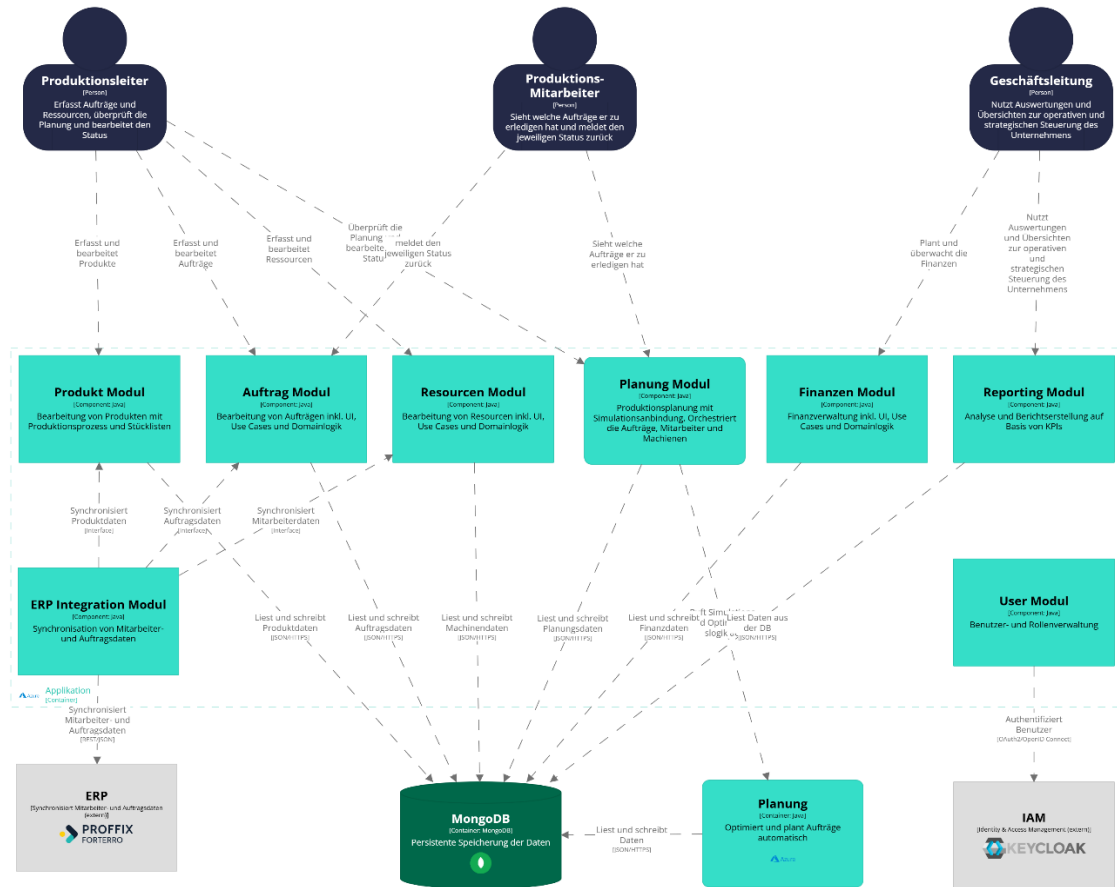 Produktionsleiter
[Person]
Erfasst Aufträge und
Ressourcen, überprüft die
Planung und bearbeitet den
Status
Produktions-
Mitarbeiter
[Person]
Sieht welche Aufträge er zu
erledigen hat und meldet den
jeweiligen Status zurück
Geschäftsleitung
[Person]
Nutzt Auswertungen und
Übersichten zur operativen und
strategischen Steuerung des
Unternehmens
Erfasst und
bearbeitet
Produkte
Erfasst und
bearbeitet
Aufträge
Erfasst und
bearbeitet
Ressourcen
Überprüft die
Planung
bearbeite
Statu
meldet den
jeweiligen Status
zurück
Sieht welche
Aufträge er zu
erledigen hat
Plant und
überwacht die
Finanzen
Nutzt
Auswertungen
und Übersichten
zur operativen
und
strategischen
Steuerung des
Unternehmens
Produkt Modul
[Component: Java]
Bearbeitung von Produkten mit
Produktionsprozess und Stücklisten
Auftrag Modul
[Component: Java]
Bearbeitung von Aufträgen inkl. UI,
Use Cases und Domainlogik
Resourcen Modul
[Component: Java]
Bearbeitung von Resourcen inkl. UI,
Use Cases und Domainlogik
Planung Modul
[Component: Java]
Produktionsplanung mit
Simulationsanbindung, Orchestriert
die Aufträge, Mitarbeiter und
Machienen
Finanzen Modul
[Component: Java]
Finanzverwaltung inkl. UI, Use
Cases und Domainlogik
Reporting Modul
[Component: Java]
Analyse und Berichtserstellung auf
Basis von KPIs
Synchronisiert
Produktdaten
[Interface]
Synchronisiert
Auftragsdaten
[Interface]
Synchronisiert
Mitarbeiterdaten
[Interface]
ERP Integration Modul
[Component: Java]
Synchronisation von Mitarbeiter-
und Auftragsdaten
User Modul
[Component: Java]
Benutzer- und Rollenverwaltung
Liest und schreibt
Produktdaten
[JSON/HTTPS]
Liest und schreibt
Auftragsdaten
[JSON/HTTPS]
Liest und schreibt
Machinendaten
[JSON/HTTPS]
Liest und schreibt
Planungsdaten
[JSON/HTTPS]
Liest und schreibt
Finanzdaten
[JSON/HTTPS]
Liest Daten aus
der DB
[JSON/HTTPS]
Azure
Applikation
[Container]
Synchronisiert
Mitarbeiter- und
Auftragsdaten
[REST/JSON]
Authentifiziert
Benutzer
[OAuth2/OpenID Connect]
ERP
[Synchronisiert Mitarbeiter- und Auftragsdaten
(extern)]
PROFFIX
FORTERRO
MongoDB
[Container: MongoDB]
Persistente Speicherung der Daten
Liest und schreibt
Daten
[JSON/HTTPS]
Planung
[Container: Java]
Optimiert und plant Aufträge
automatisch
Azure
IAM
[Identity & Access Management (extern)]
KEYCLOAK